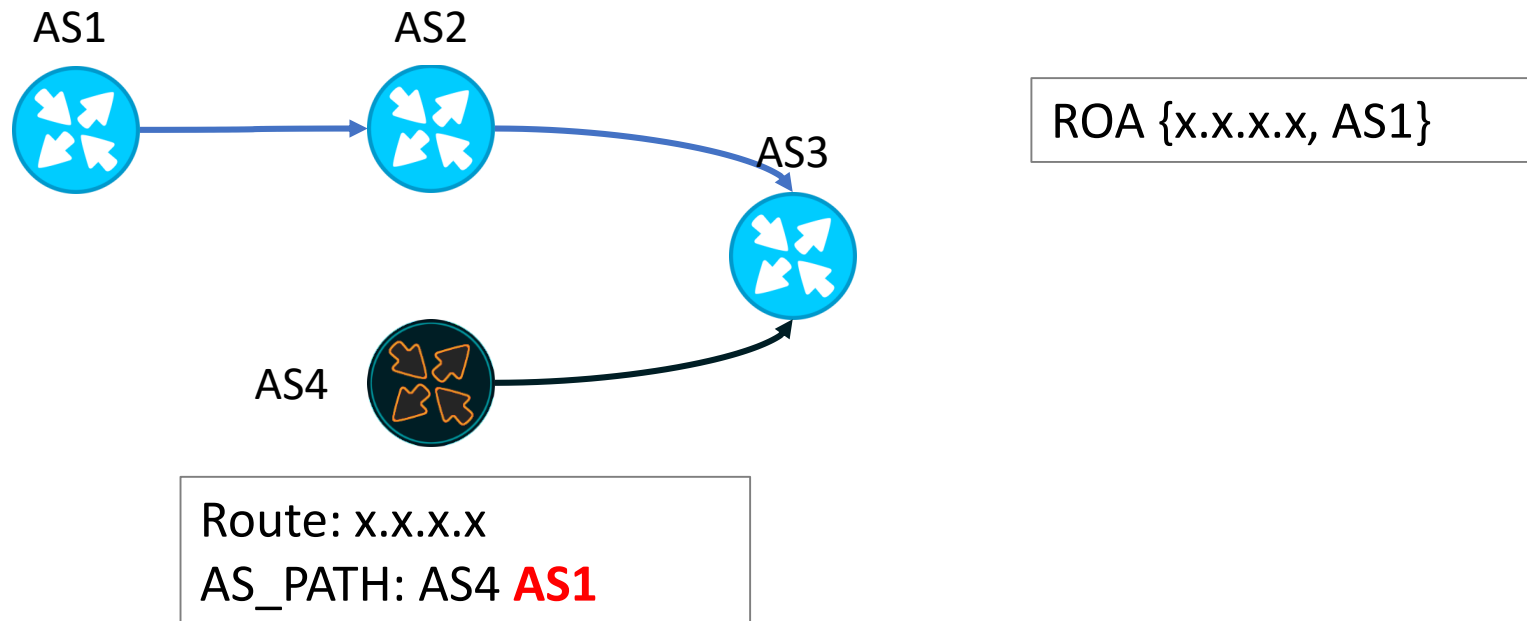 AS1
AS2
AS3
ROA {x.x.x.x, AS1}
AS4
Route: x.x.x.x
AS_PATH: AS4 AS1